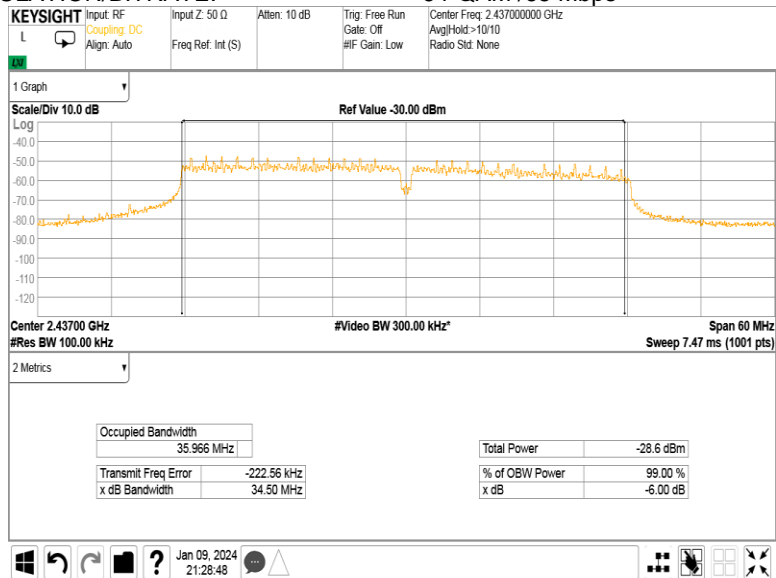 KEYSIGHT Input: RF Input Z: 50 Ω Atten: 10 dB Trig: Free Run Center Freq: 2.437000000 GHz
Coupling: DC Gate: Off Avg|Hold:>10/10
L Align: Auto Freq Ref: Int (S) #IF Gain: Low Radio Std: None
LXI
1 Graph
Scale/Div 10.0 dB Ref Value -30.00 dBm
Log
-40.0
-50.0
-60.0
-70.0
-80.0
-90.0
-100
-110
-120
Center 2.43700 GHz #Video BW 300.00 kHz* Span 60 MHz
#Res BW 100.00 kHz Sweep 7.47 ms (1001 pts)
2 Metrics
Occupied Bandwidth
35.966 MHz Total Power -28.6 dBm
Transmit Freq Error -222.56 kHz % of OBW Power 99.00 %
x dB Bandwidth 34.50 MHz x dB -6.00 dB
? Jan 09, 2024
21:28:48